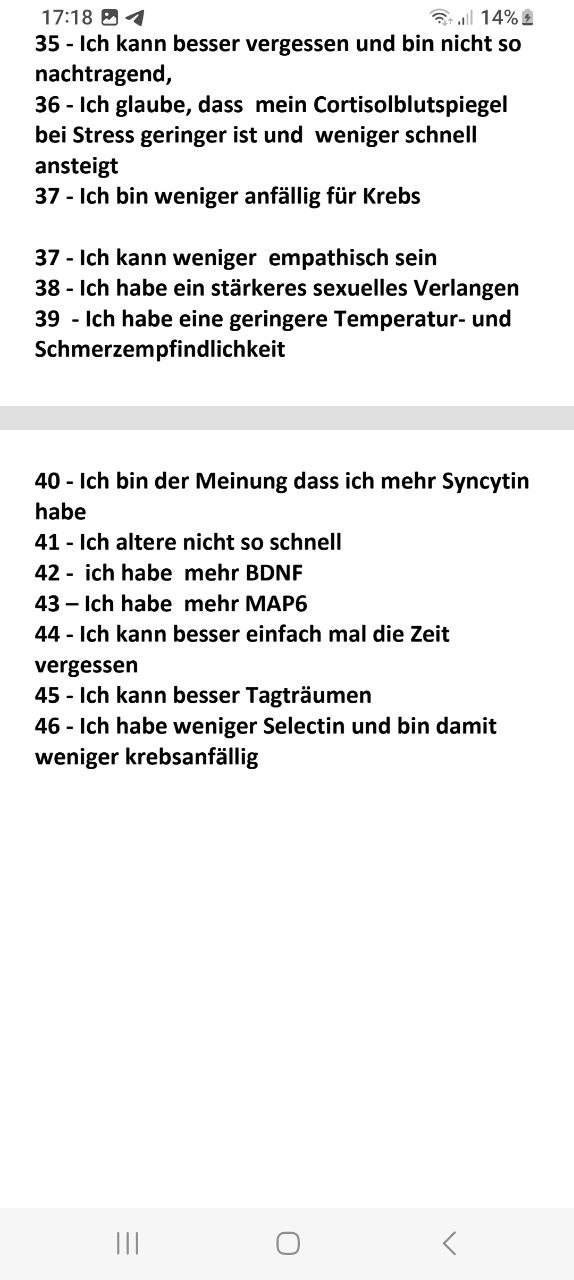 17:18 14%
35 - Ich kann besser vergessen und bin nicht so
nachtragend,
36 - Ich glaube, dass  mein Cortisolblutspiegel
bei Stress geringer ist und  weniger schnell
ansteigt
37 - Ich bin weniger anfällig für Krebs
37 - Ich kann weniger  empathisch sein
38 - Ich habe ein stärkeres sexuelles Verlangen
39  - Ich habe eine geringere Temperatur- und
Schmerzempfindlichkeit
40 - Ich bin der Meinung dass ich mehr Syncytin
habe
41 - Ich altere nicht so schnell
42 -  ich habe  mehr BDNF
43 – Ich habe  mehr MAP6
44 - Ich kann besser einfach mal die Zeit
vergessen
45 - Ich kann besser Tagträumen
46 - Ich habe weniger Selectin und bin damit
weniger krebsanfällig